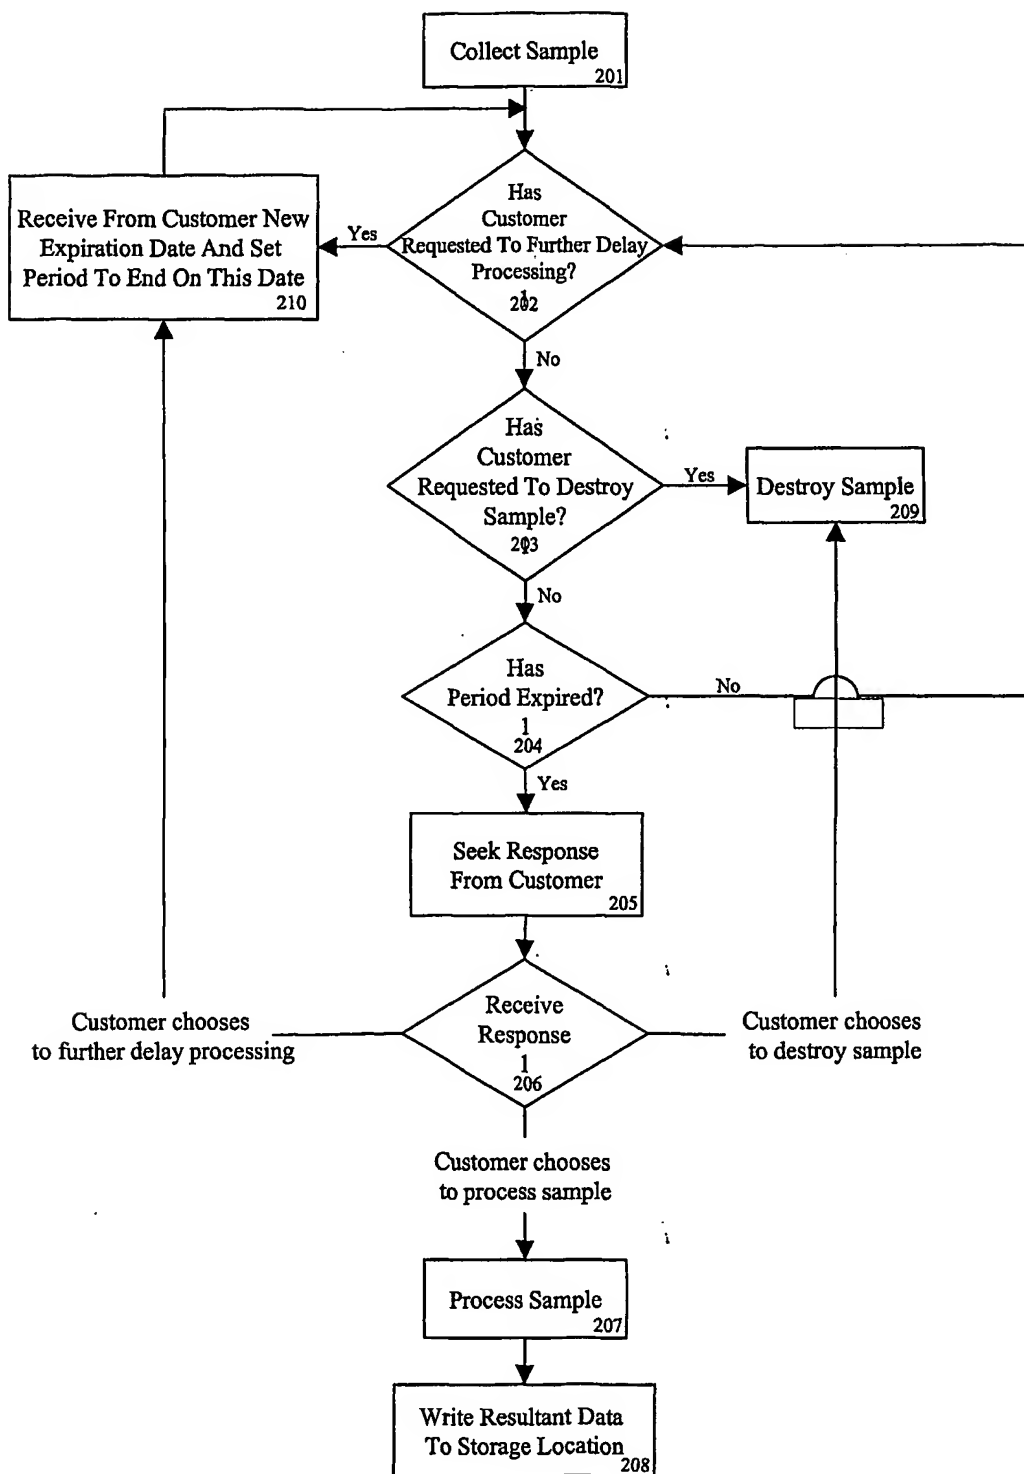 Collect Sample
201
Has
Customer
Requested To Further Delay
Processing?
1
202
Yes
Receive From Customer New
Expiration Date And Set
Period To End On This Date
210
No
Has
Customer
Requested To Destroy
Sample?
203
Yes
Destroy Sample
209
No
Has
Period Expired?
1
204
No
Yes
Seek Response
From Customer
205
Receive
Response
1
206
Customer chooses
to further delay processing
Customer chooses
to destroy sample
Customer chooses
to process sample
Process Sample
207
Write Resultant Data
To Storage Location
208